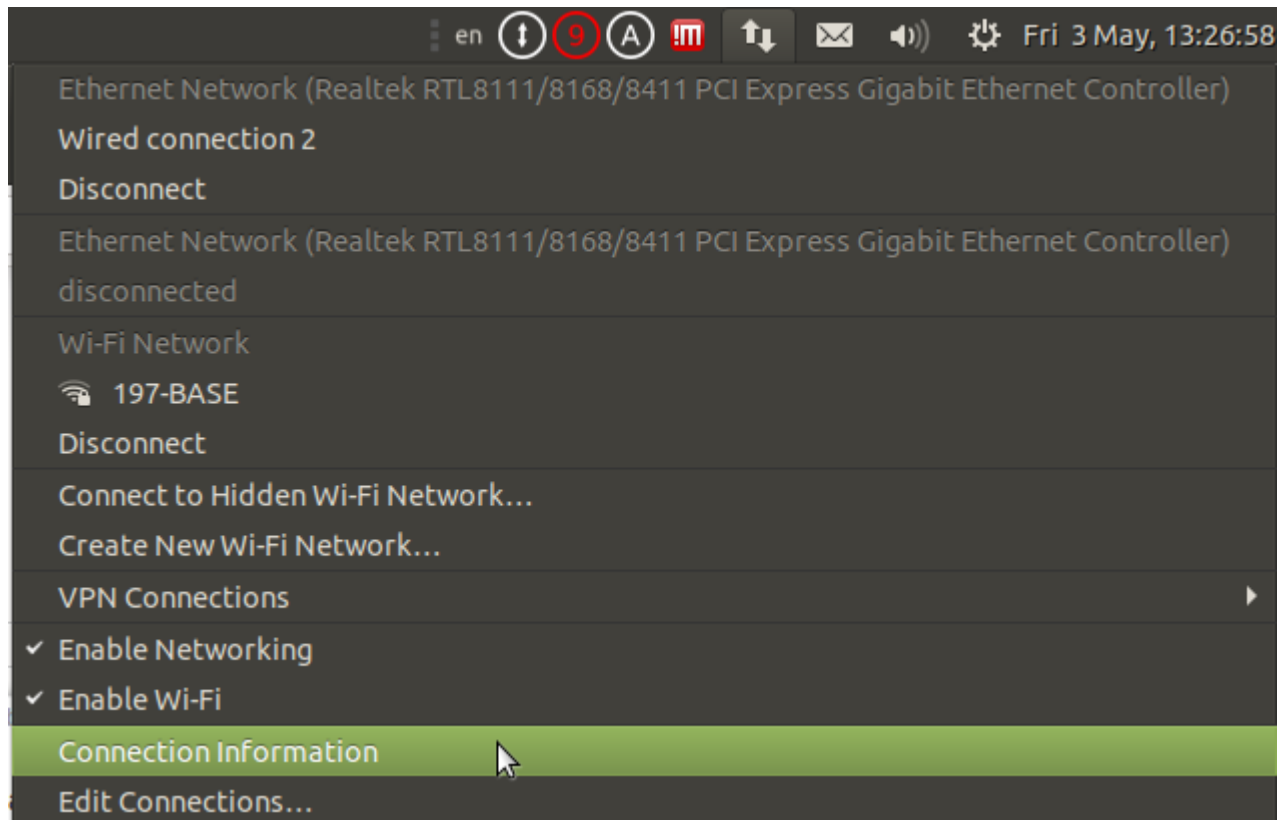 en 9 A !m Fri 3 May, 13:26:58
Ethernet Network (Realtek RTL8111/8168/8411 PCI Express Gigabit Ethernet Controller)
Wired connection 2
Disconnect
Ethernet Network (Realtek RTL8111/8168/8411 PCI Express Gigabit Ethernet Controller)
disconnected
Wi-Fi Network
197-BASE
Disconnect
Connect to Hidden Wi-Fi Network…
Create New Wi-Fi Network…
VPN Connections
Enable Networking
Enable Wi-Fi
Connection Information
Edit Connections…